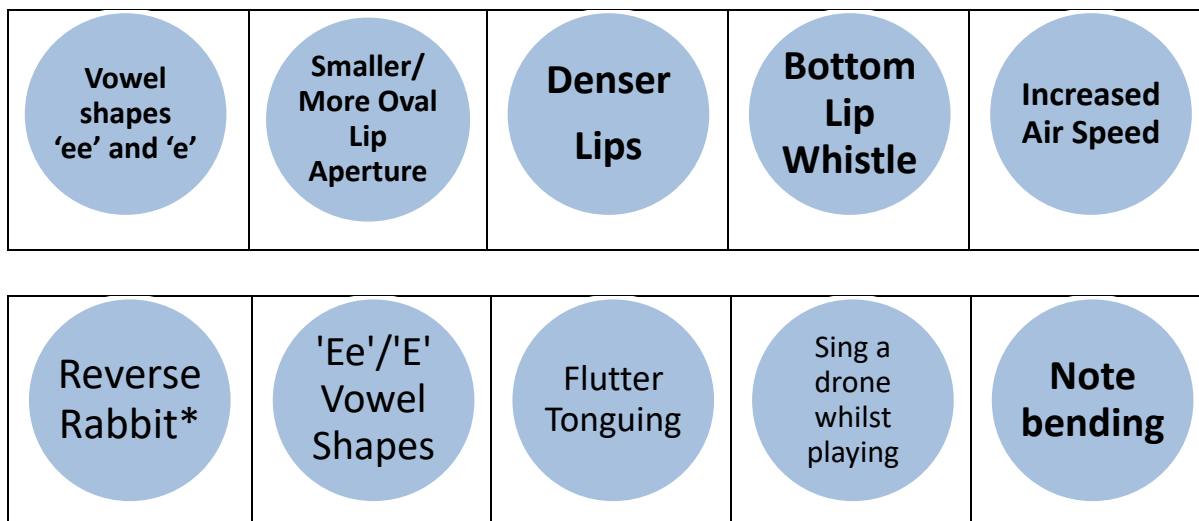 Vowel
shapes
‘ee’ and ‘e’
Smaller/
More Oval
Lip
Aperture
Denser
Lips
Bottom
Lip
Whistle
Increased
Air Speed
Reverse
Rabbit*
'Ee'/'E'
Vowel
Shapes
Flutter
Tonguing
Sing a
drone
whilst
playing
Note
bending